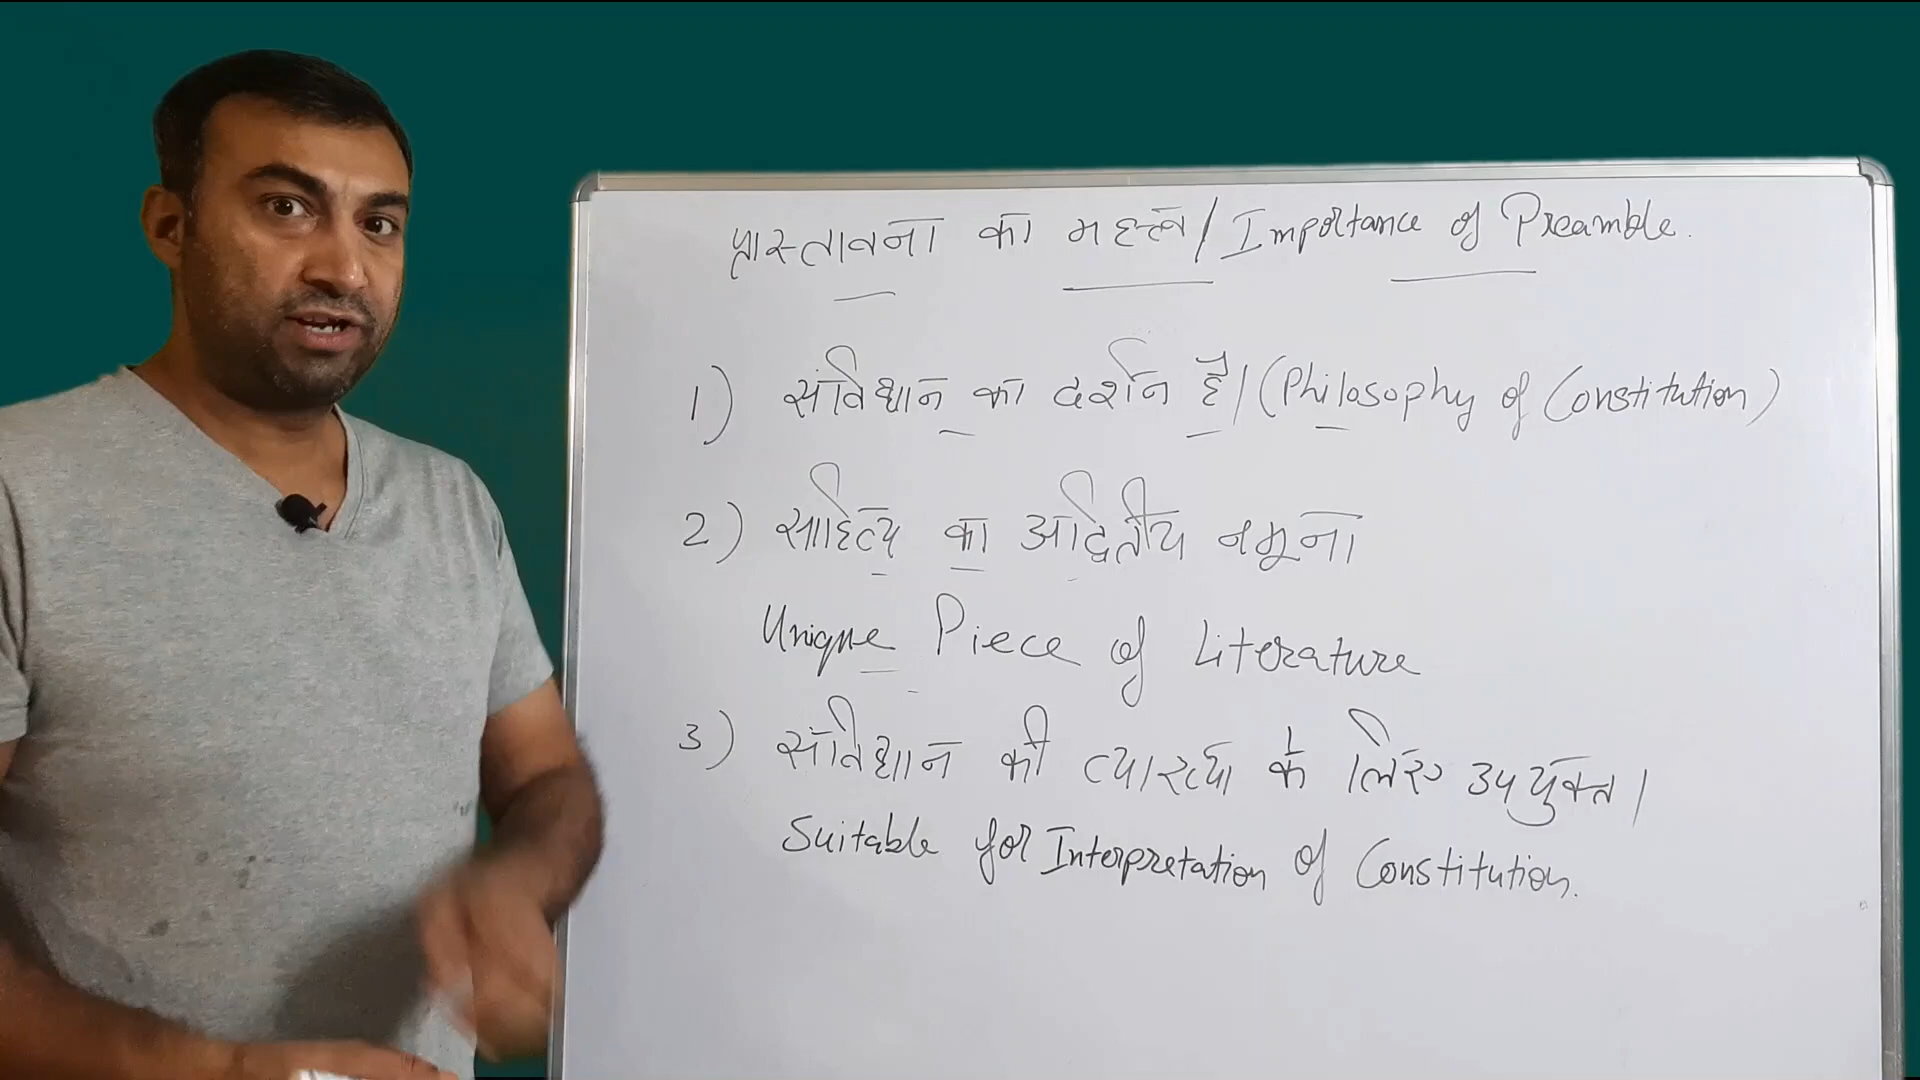 प्रास्तावना का महत्त्व / Importance of Preamble.
1) संविधान का दर्शन है। (Philosophy of Constitution)
2) साहित्य का अद्वितीय नमूना
Unique Piece of Literature
3) संविधान की व्याख्या के लिए उपयुक्त।
Suitable for Interpretation of Constitution.